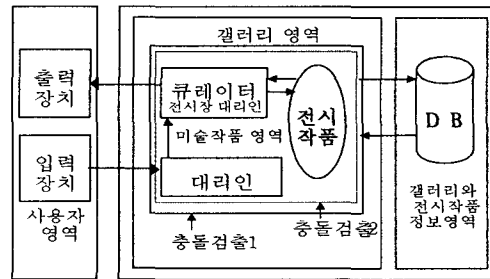 갤러리 영역
출력
장치
큐레이터
전시장 대리인
전시
작품
미술작품 영역
D B
입력
장치
대리인
사용자
영역
갤러리와
전시작품
정보영역
충돌검출1
충돌검출2